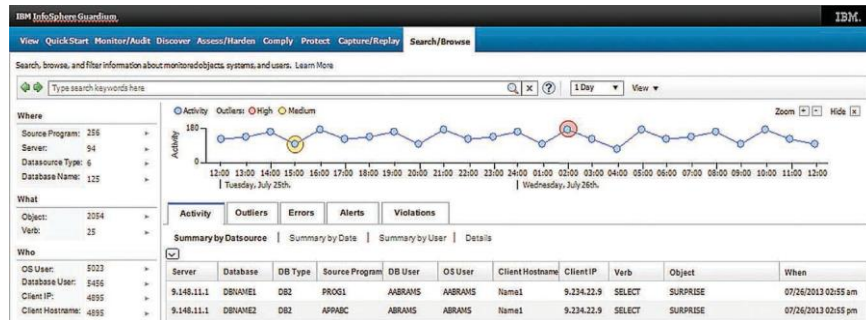 IBM InfoSphere Guardium
IBM.
View QuickStart Monitor/Audit Discover Assess/Harden Comply Protect Capture/Replay Search/Browse
Search, browse, and filter information about monitored objects, systems, and users. Learn More
Type search keywords here
x ? 1 Day View
Where
Source Program: 256
Server: 94
Datasource Type: 6
Database Name: 125
What
Object: 2054
Verb: 25
Who
OS User: 5023
Database User: 5456
Client IP: 4895
Client Hostname: 4895
Activity Outliers: High Medium
Zoom + - Hide x
Activity
180
0
12:00 13:00 14:00 15:00 16:00 17:00 18:00 19:00 20:00 21:00 22:00 23:00 24:00 01:00 02:00 03:00 04:00 05:00 06:00 07:00 08:00 09:00 10:00 11:00 12:00
Tuesday, July 25th. Wednesday, July 26th.
Activity Outliers Errors Alerts Violations
Summary by Datsource | Summary by Date | Summary by User | Details
Server Database DB Type Source Program DB User OS User Client Hostname Client IP Verb Object When
9.148.11.1 DBNAME1 DB2 PROG1 AABRAMS AABRAMS Name1 9.234.22.9 SELECT SURPRISE 07/26/2013 02:55 am
9.148.11.1 DBNAME2 DB2 APPABC ABRAMS ABRAMS Name1 9.234.22.9 SELECT SURPRISE 07/26/2013 02:55 pm